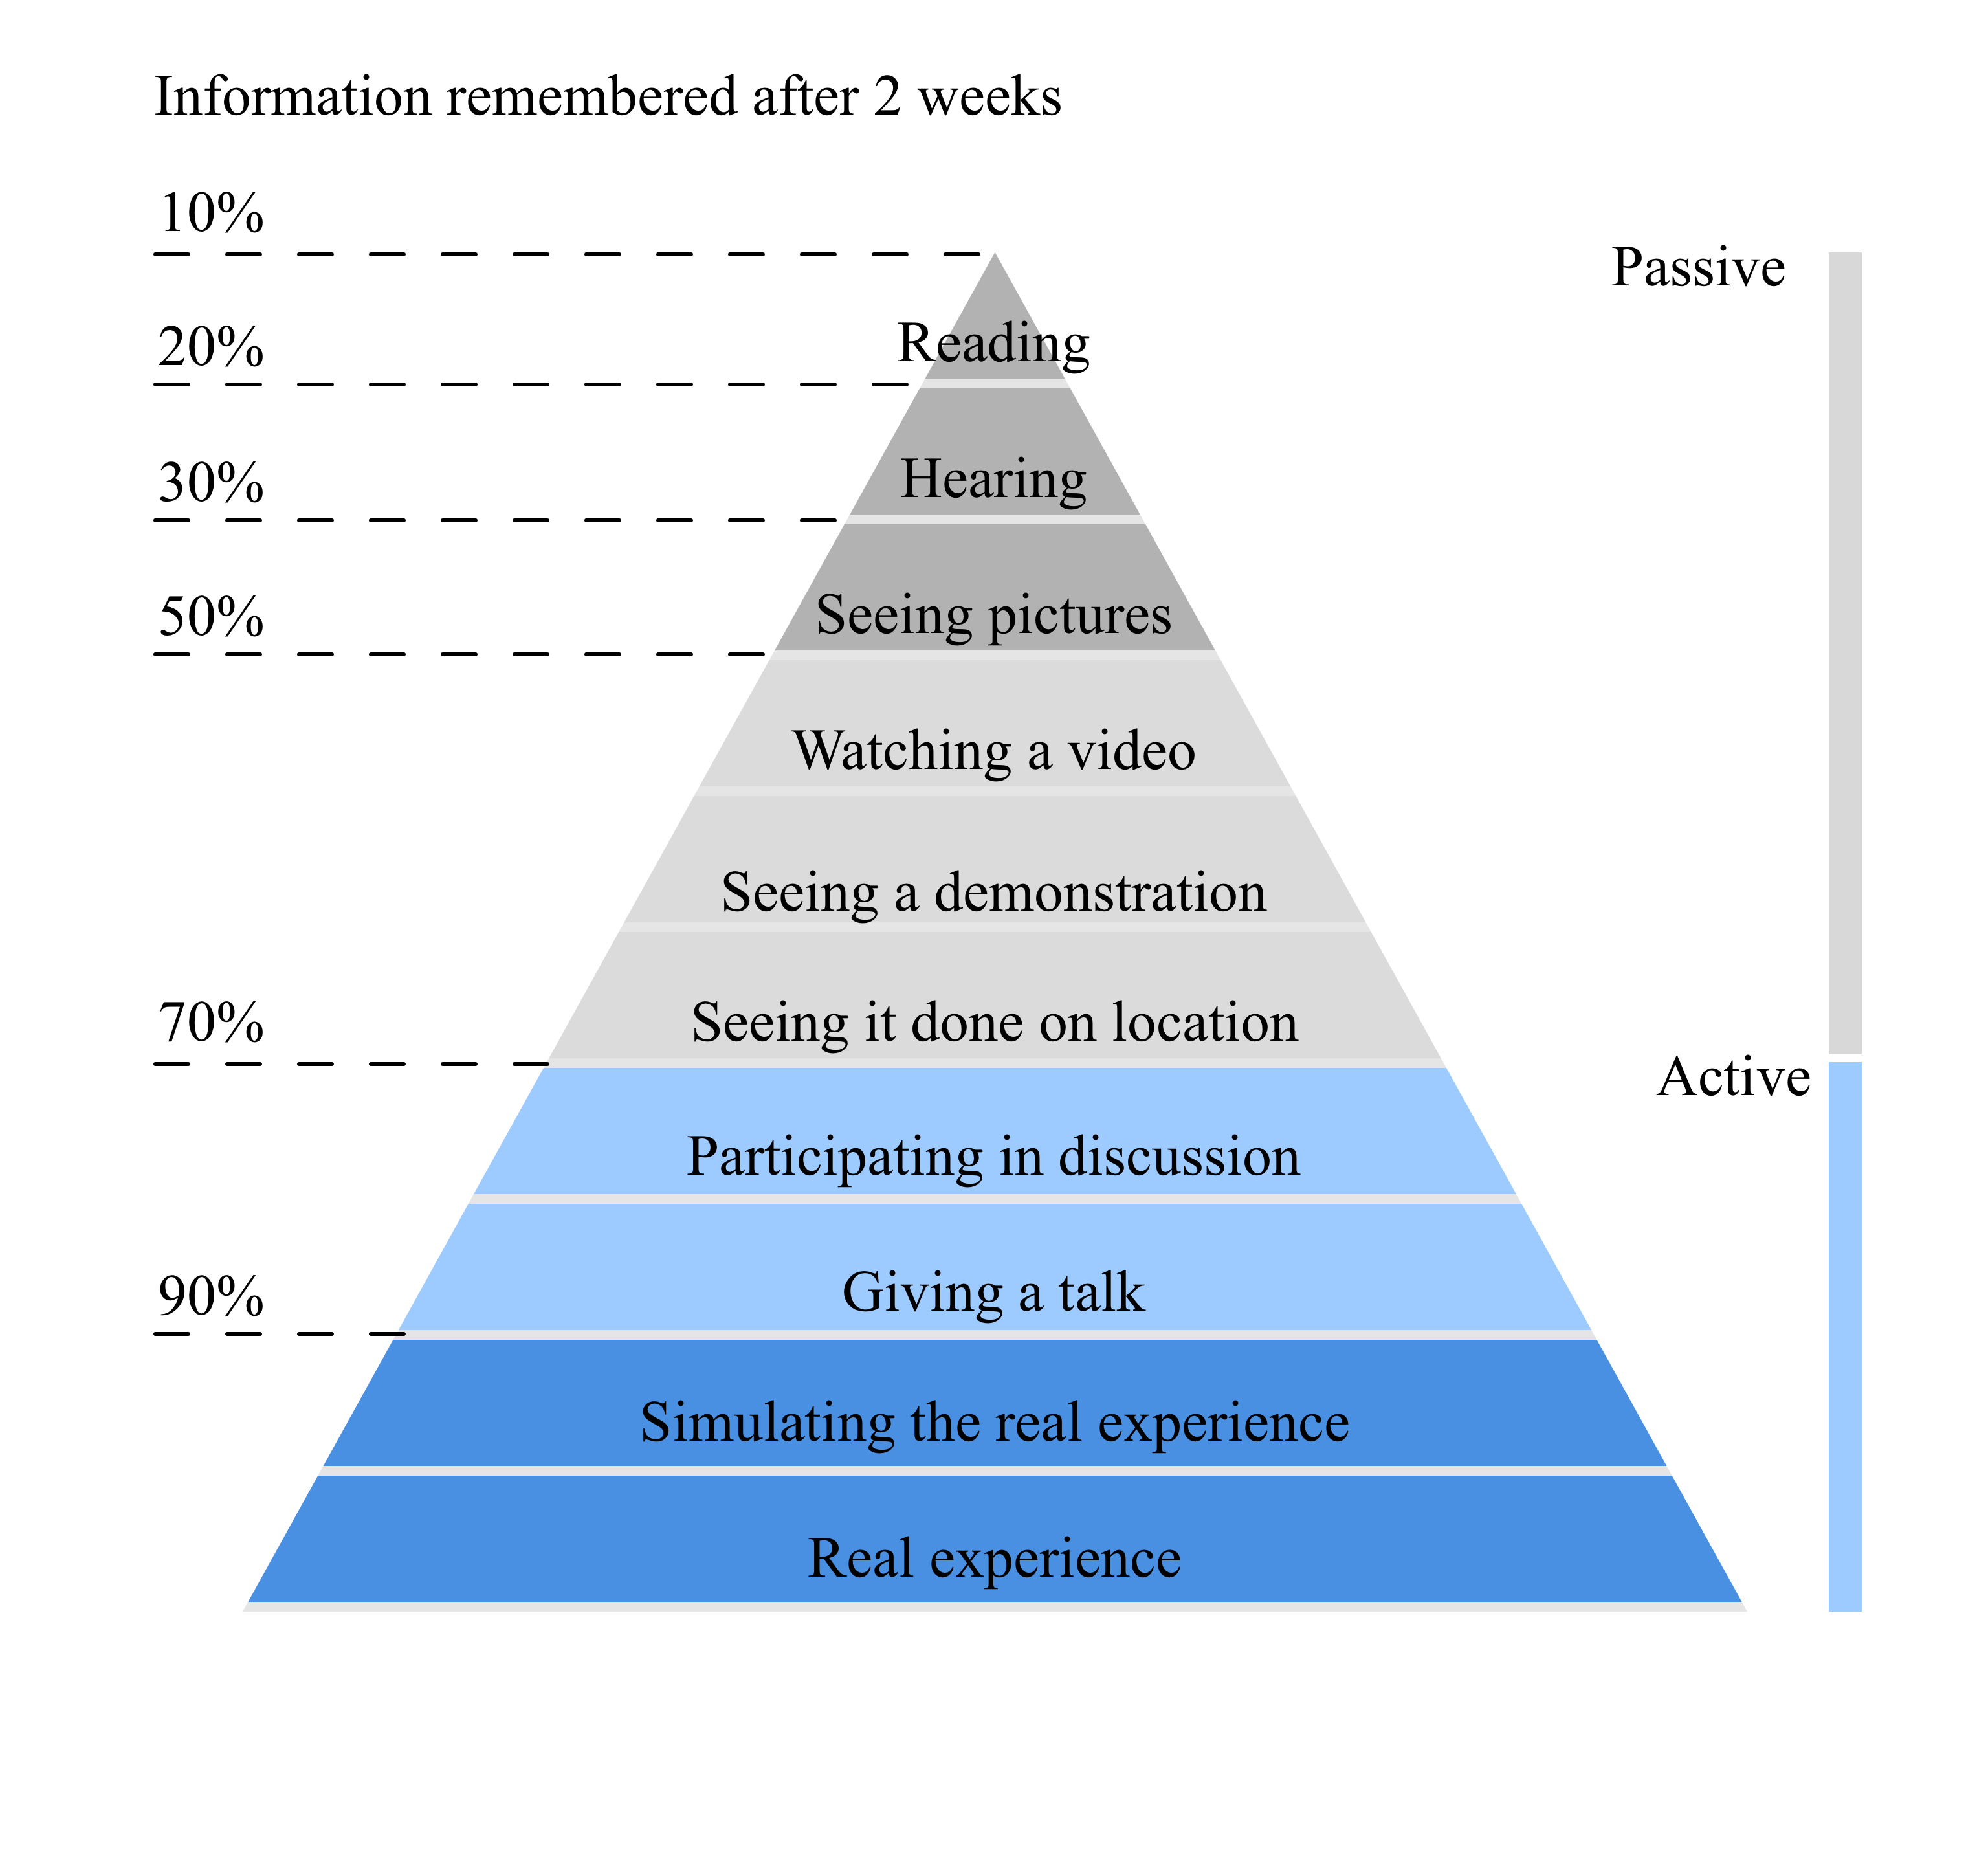 Information remembered after 2 weeks
10%
Passive
20%
Reading
30%
Hearing
50%
Seeing pictures
Watching a video
Seeing a demonstration
70%
Seeing it done on location
Active
Participating in discussion
90%
Giving a talk
Simulating the real experience
Real experience